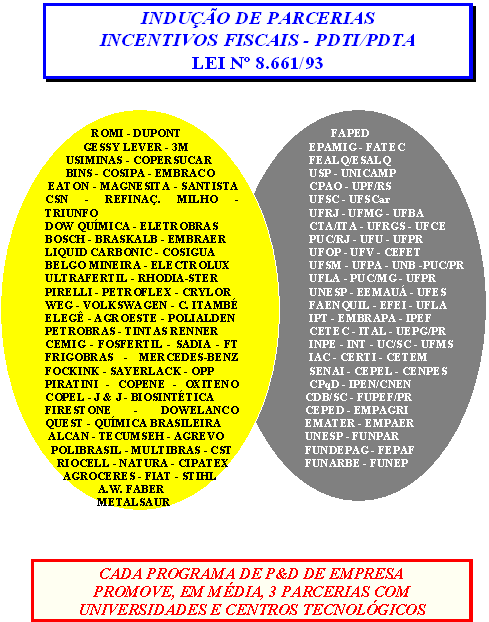 INDUÇÃO DE PARCERIAS
INCENTIVOS FISCAIS - PDTI/PDTA
LEI Nº 8.661/93
ROMI - DUPONT
GESSY LEVER - 3M
USIMINAS - COPERSUCAR
BINS - COSIPA - EMBRACO
EATON - MAGNESITA - SANTISTA
CSN - REFINAÇ. MILHO -
TRIUNFO
DOW QUÍMICA - ELETROBRAS
BOSCH - BRASKALB - EMBRAER
LIQUID CARBONIC - COSIGUA
BELGO MINEIRA - ELECTROLUX
ULTRAFERTIL - RHODIA-STER
PIRELLI - PETROFLEX - CRYLOR
WEG - VOLKSWAGEN - C. ITAMBÉ
ELEGÊ - AGROESTE - POLIALDEN
PETROBRAS - TINTAS RENNER
CEMIG - FOSFERTIL - SADIA - FT
FRIGOBRAS - MERCEDES-BENZ
FOCKINK - SAYERLACK - OPP
PIRATINI - COPENE - OXITENO
COPEL - J & J - BIOSINTÉTICA
FIRESTONE - DOWELANCO
QUEST - QUÍMICA BRASILEIRA
ALCAN - TECUMSEH - AGREVO
POLIBRASIL - MULTIBRAS - CST
RIOCELL - NATURA - CIPATEX
AGROCERES - FIAT - STIHL
A.W. FABER
METALSAUR
FAPED
EPAMIG - FATEC
FEALQ/ESALQ
USP - UNICAMP
CPAO - UPF/RS
UFSC - UFSCar
UFRJ - UFMG - UFBA
CTA/ITA - UFRGS - UFCE
PUC/RJ - UFU - UFPR
UFOP - UFV - CEFET
UFSM - UFPA - UNB -PUC/PR
UFLA - PUC/MG - UFPR
UNESP - EEMAUÁ - UFES
FAENQUIL - EFEI - UFLA
IPT - EMBRAPA - IPEF
CETEC - ITAL - UEPG/PR
INPE - INT - UC/SC - UFMS
IAC - CERTI - CETEM
SENAI - CEPEL - CENPES
CPqD - IPEN/CNEN
CDB/SC - FUPEF/PR
CEPED - EMPAGRI
EMATER - EMPAER
UNESP - FUNPAR
FUNDEPAG - FEPAF
FUNARBE - FUNEP
CADA PROGRAMA DE P&D DE EMPRESA
PROMOVE, EM MÉDIA, 3 PARCERIAS COM
UNIVERSIDADES E CENTROS TECNOLÓGICOS